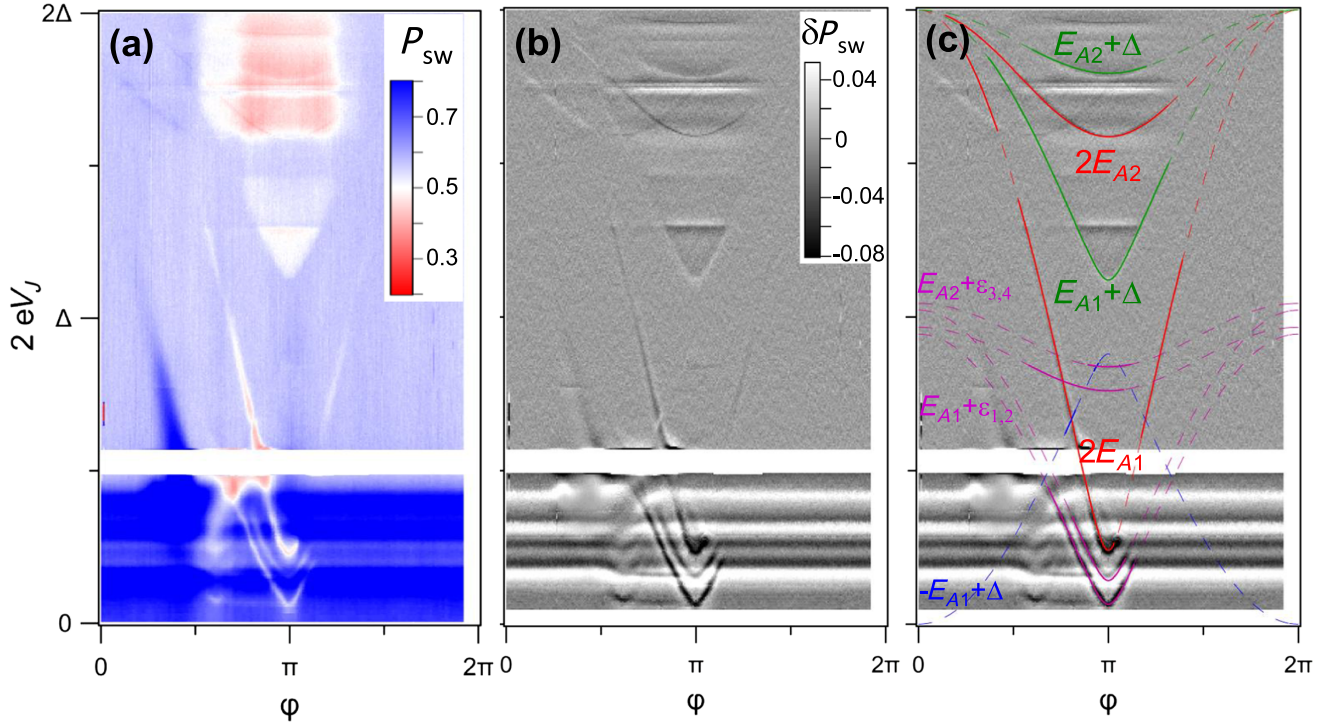 (a)
P_sw
0.7
0.5
0.3
2Δ
Δ
0
2 eV_J
0
π
2π
φ
(b)
δP_sw
0.04
0
-0.04
-0.08
0
π
2π
φ
(c)
E_A2+Δ
2E_A2
E_A1+Δ
E_A2+ε_3,4
E_A1+ε_1,2
2E_A1
-E_A1+Δ
0
π
2π
φ